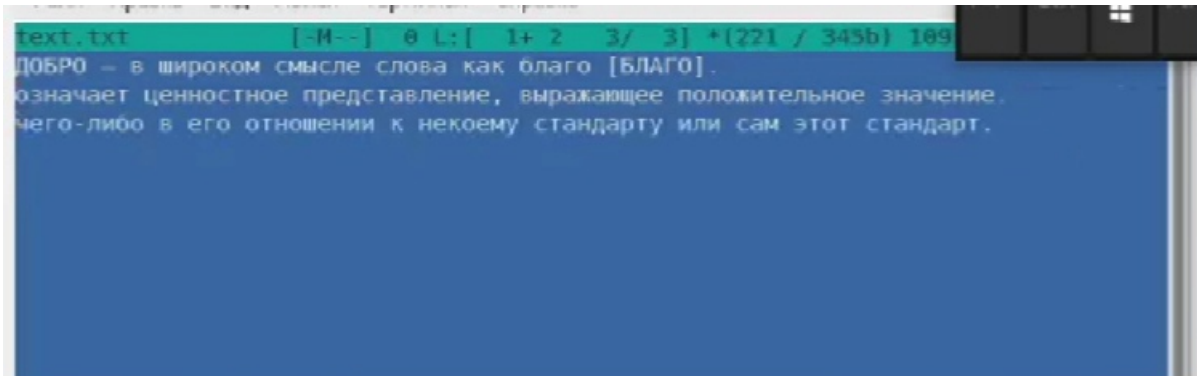 text.txt [-M--] 0 L:[ 1+ 2 3/ 3] *(221 / 345b) 109
ДОБРО – в широком смысле слова как благо [БЛАГО].
означает ценностное представление, выражающее положительное значение.
чего-либо в его отношении к некоему стандарту или сам этот стандарт.